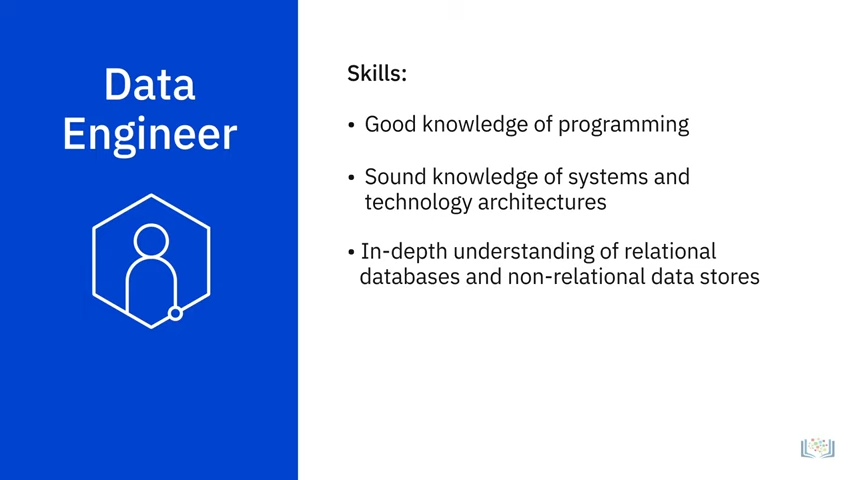 Data
Engineer
Skills:
• Good knowledge of programming
• Sound knowledge of systems and
technology architectures
• In-depth understanding of relational
databases and non-relational data stores